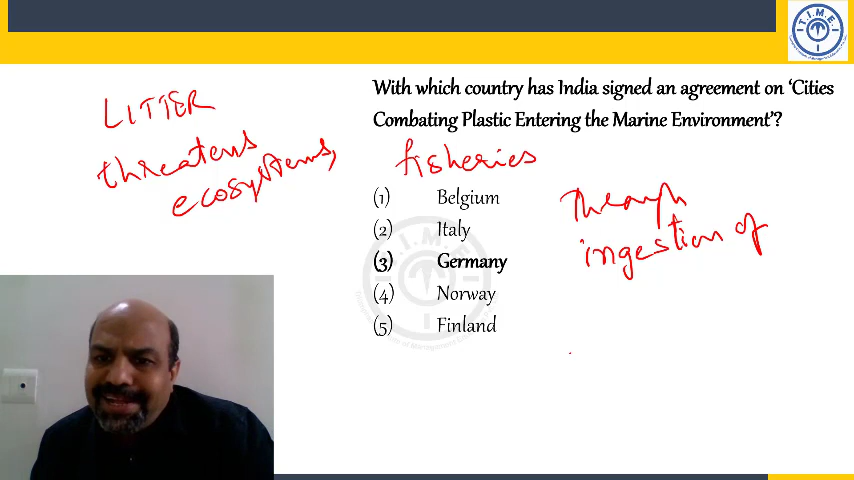 T.I.M.E.
With which country has India signed an agreement on ‘Cities
Combating Plastic Entering the Marine Environment’?
LITTER
threatens
ecosystems,
fisheries
(1) Belgium
(2) Italy
(3) Germany
(4) Norway
(5) Finland
through
ingestion of